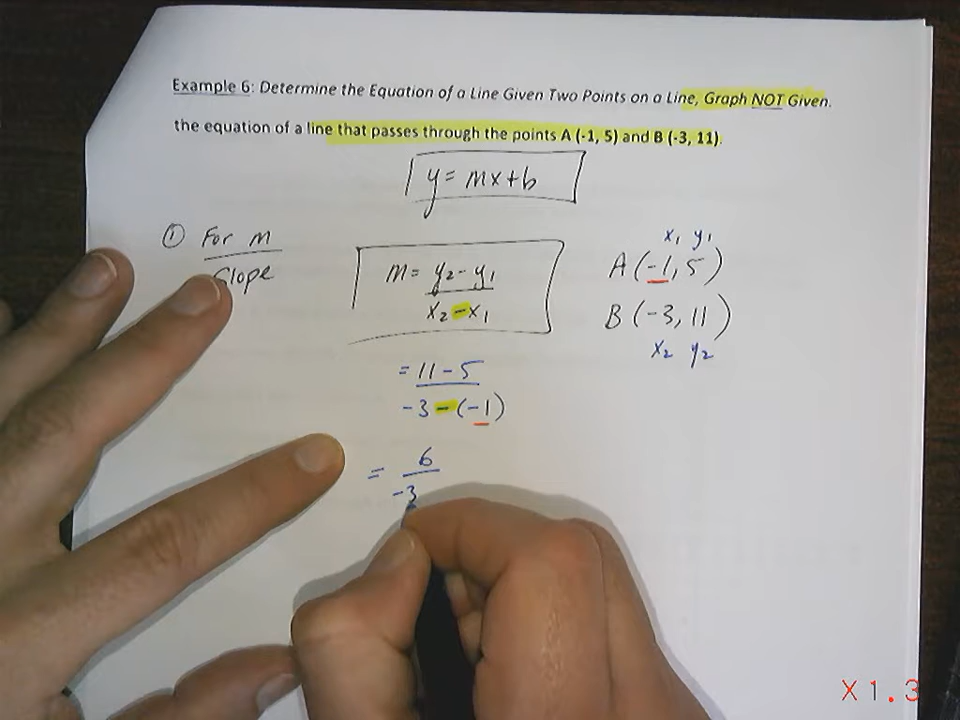 Example 6: Determine the Equation of a Line Given Two Points on a Line, Graph NOT Given.
the equation of a line that passes through the points A (-1, 5) and B (-3, 11).
y = mx+b
① For m
Slope
m = y₂ - y₁
x₂ - x₁
x₁ y₁
A (-1, 5)
B (-3, 11)
x₂ y₂
= 11 - 5
-3 - (-1)
= 6
-3
X1.3